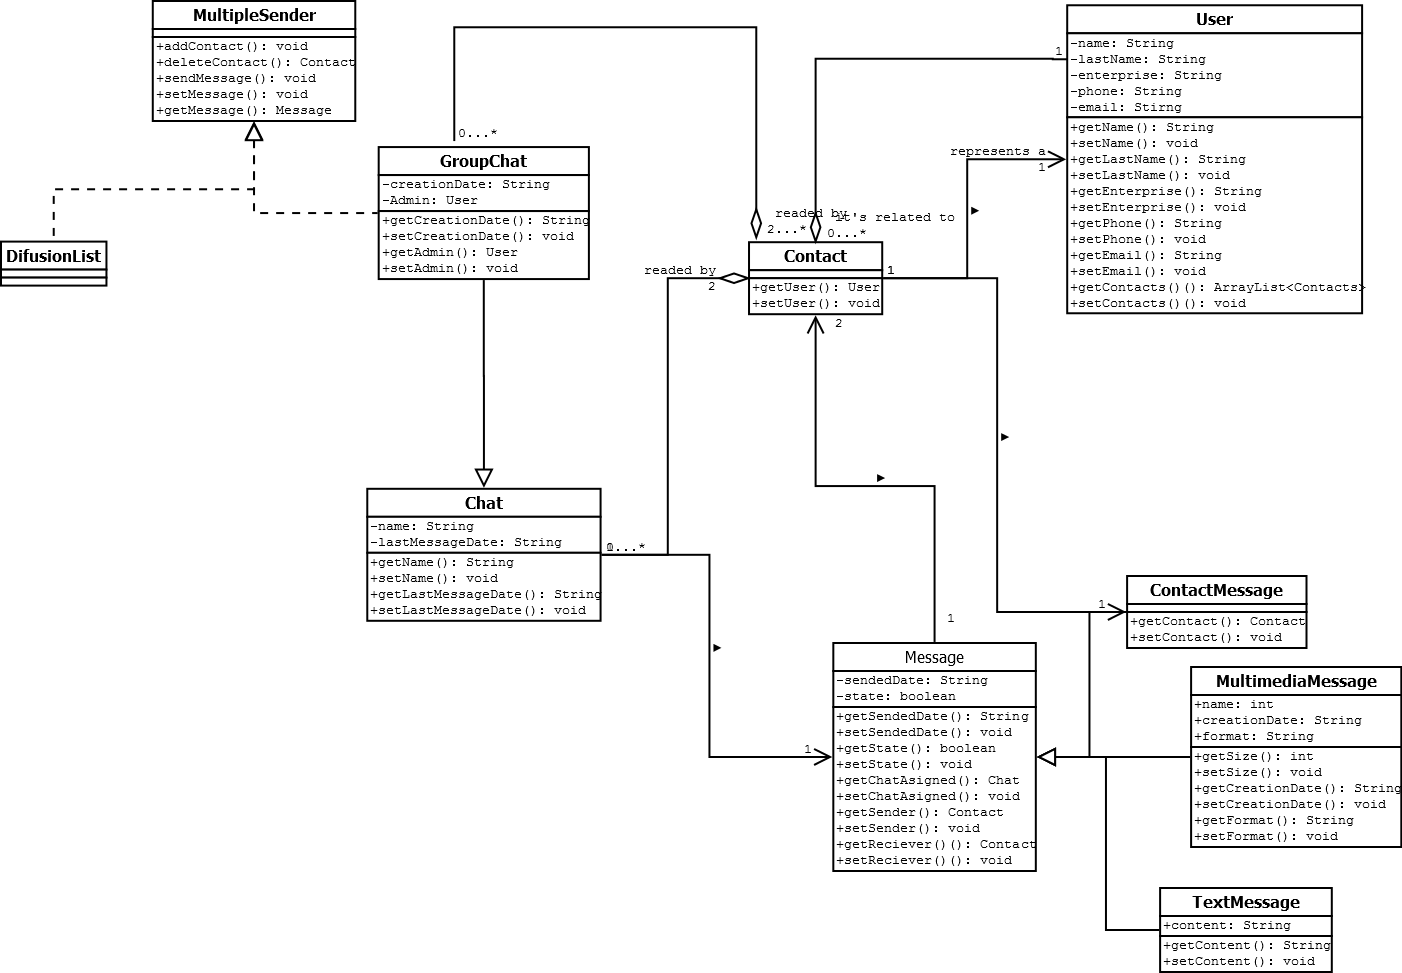 MultipleSender
+addContact(): void
+deleteContact(): Contact
+sendMessage(): void
+setMessage(): void
+getMessage(): Message
User
-name: String
-lastName: String
-enterprise: String
-phone: String
-email: Stirng
+getName(): String
+setName(): void
+getLastName(): String
+setLastName(): void
+getEnterprise(): String
+setEnterprise(): void
+getPhone(): String
+setPhone(): void
+getEmail(): String
+setEmail(): void
+getContacts()(): ArrayList<Contacts>
+setContacts()(): void
1
0...*
GroupChat
-creationDate: String
-Admin: User
+getCreationDate(): String
+setCreationDate(): void
+getAdmin(): User
+setAdmin(): void
represents a
1
readed by
2...*
it's related to
0...*
DifusionList
Contact
+getUser(): User
+setUser(): void
readed by
2
1
2
Chat
-name: String
-lastMessageDate: String
+getName(): String
+setName(): void
+getLastMessageDate(): String
+setLastMessageDate(): void
0...*
1
1
ContactMessage
+getContact(): Contact
+setContact(): void
1
Message
-sendedDate: String
-state: boolean
+getSendedDate(): String
+setSendedDate(): void
+getState(): boolean
+setState(): void
+getChatAsigned(): Chat
+setChatAsigned(): void
+getSender(): Contact
+setSender(): void
+getReciever()(): Contact
+setReciever()(): void
1
MultimediaMessage
+name: int
+creationDate: String
+format: String
+getSize(): int
+setSize(): void
+getCreationDate(): String
+setCreationDate(): void
+getFormat(): String
+setFormat(): void
TextMessage
+content: String
+getContent(): String
+setContent(): void